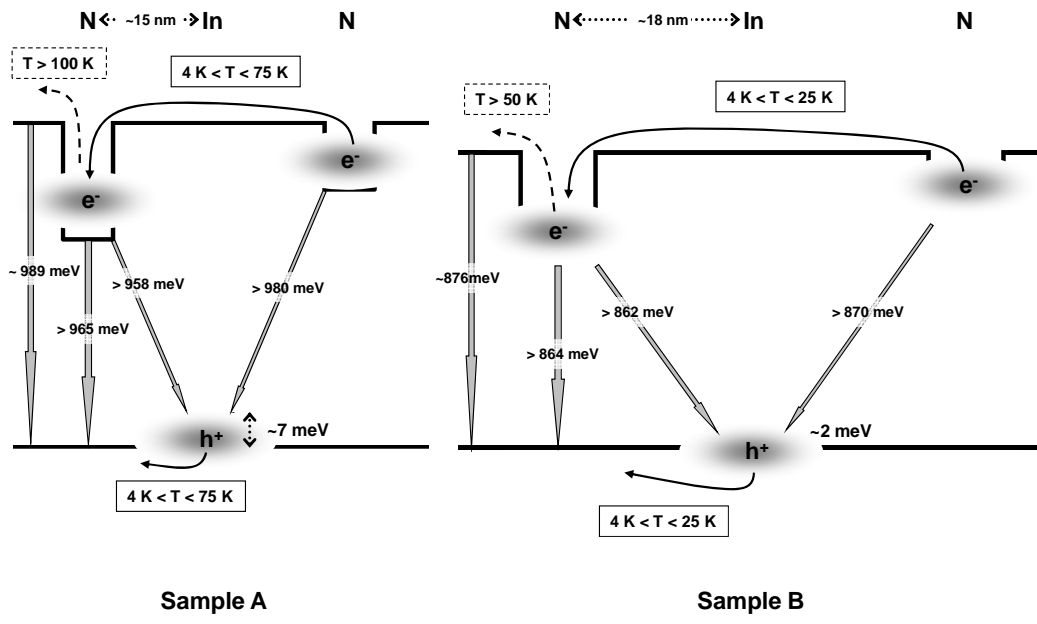 N ~15 nm In N
T > 100 K
4 K < T < 75 K
e-
e-
~ 989 meV
> 958 meV
> 980 meV
> 965 meV
h+
~7 meV
4 K < T < 75 K
Sample A
N ~18 nm In N
T > 50 K
4 K < T < 25 K
e-
e-
~876meV
> 862 meV
> 870 meV
> 864 meV
~2 meV
h+
4 K < T < 25 K
Sample B